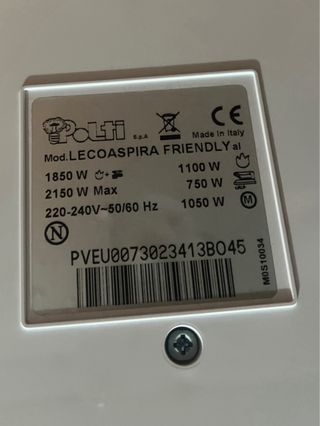 Polti S.p.A CE
Made in Italy
Mod. LECOASPIRA FRIENDLY al
1850 W + 1100 W
2150 W Max 750 W
220-240V~50/60 Hz 1050 W M
N
PVEU0073023413B045
M0S10034